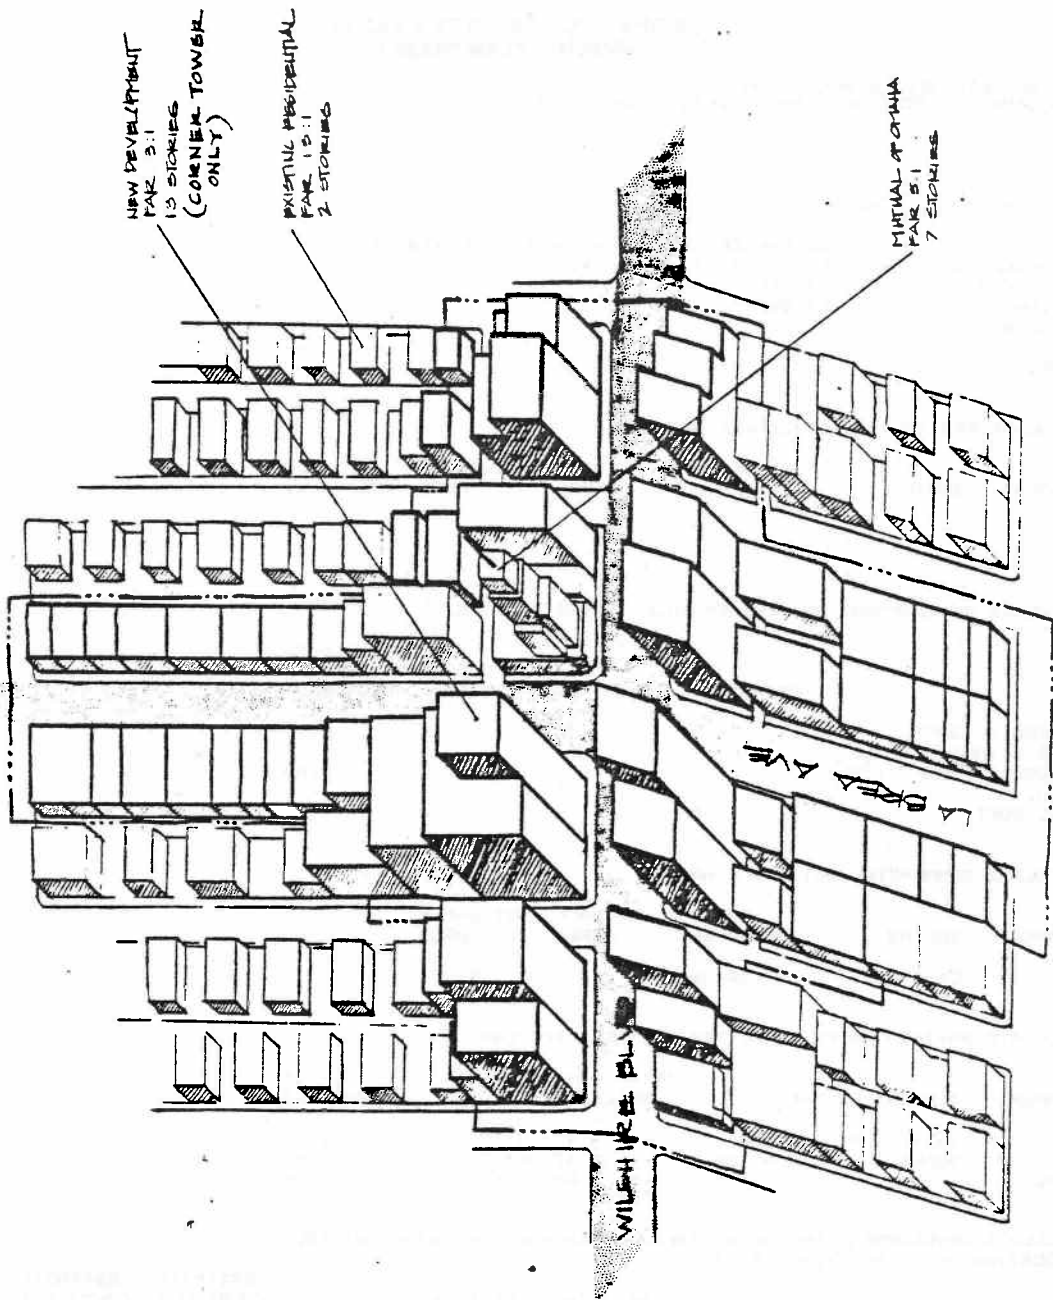 NEW DEVELOPMENT
FAR 3:1
13 STORIES
(CORNER TOWER
ONLY)
EXISTING RESIDENTIAL
FAR 1.5:1
2 STORIES
MUTUAL OF OMAHA
FAR 5:1
7 STORIES
WILSHIRE BLV
LA BREA AVE